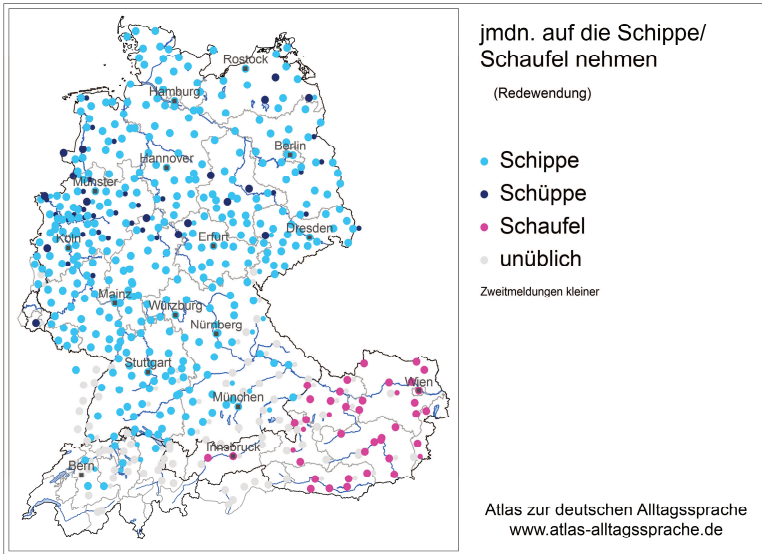 jmdn. auf die Schippe/
Schaufel nehmen
(Redewendung)
Schippe
Schüppe
Schaufel
unüblich
Zweitmeldungen kleiner
Rostock
Hamburg
Berlin
Hannover
Münster
Dresden
Köln
Erfurt
Mainz
Würzburg
Nürnberg
Stuttgart
Wien
München
Innsbruck
Bern
Atlas zur deutschen Alltagssprache
www.atlas-alltagssprache.de